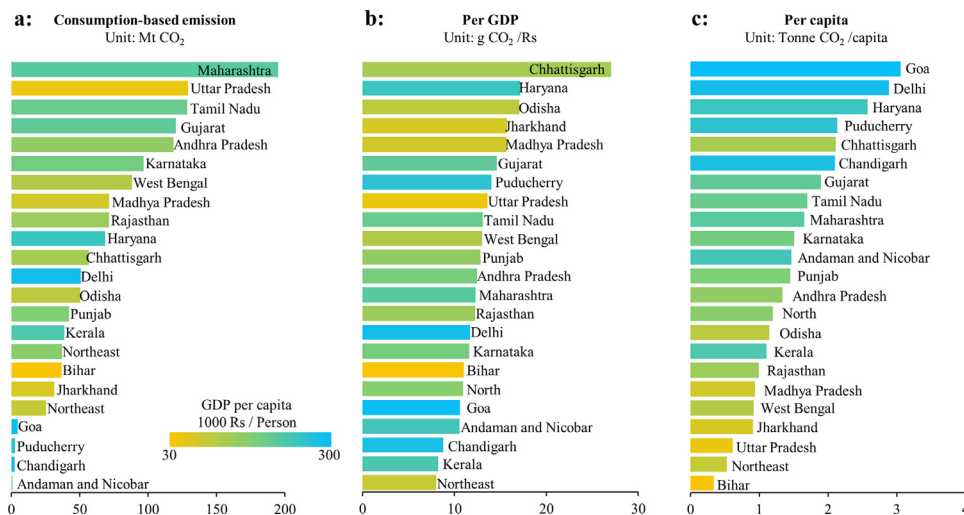 a: Consumption-based emission
Unit: Mt CO2
Maharashtra
Uttar Pradesh
Tamil Nadu
Gujarat
Andhra Pradesh
Karnataka
West Bengal
Madhya Pradesh
Rajasthan
Haryana
Chhattisgarh
Delhi
Odisha
Punjab
Kerala
Northeast
Bihar
Jharkhand
Northeast
Goa
Puducherry
Chandigarh
Andaman and Nicobar
0 50 100 150 200
GDP per capita
1000 Rs / Person
30 300
b: Per GDP
Unit: g CO2 /Rs
Chhattisgarh
Haryana
Odisha
Jharkhand
Madhya Pradesh
Gujarat
Puducherry
Uttar Pradesh
Tamil Nadu
West Bengal
Punjab
Andhra Pradesh
Maharashtra
Rajasthan
Delhi
Karnataka
Bihar
North
Goa
Andaman and Nicobar
Chandigarh
Kerala
Northeast
0 10 20 30
c: Per capita
Unit: Tonne CO2 /capita
Goa
Delhi
Haryana
Puducherry
Chhattisgarh
Chandigarh
Gujarat
Tamil Nadu
Maharashtra
Karnataka
Andaman and Nicobar
Punjab
Andhra Pradesh
North
Odisha
Kerala
Rajasthan
Madhya Pradesh
West Bengal
Jharkhand
Uttar Pradesh
Northeast
Bihar
0 1 2 3 4